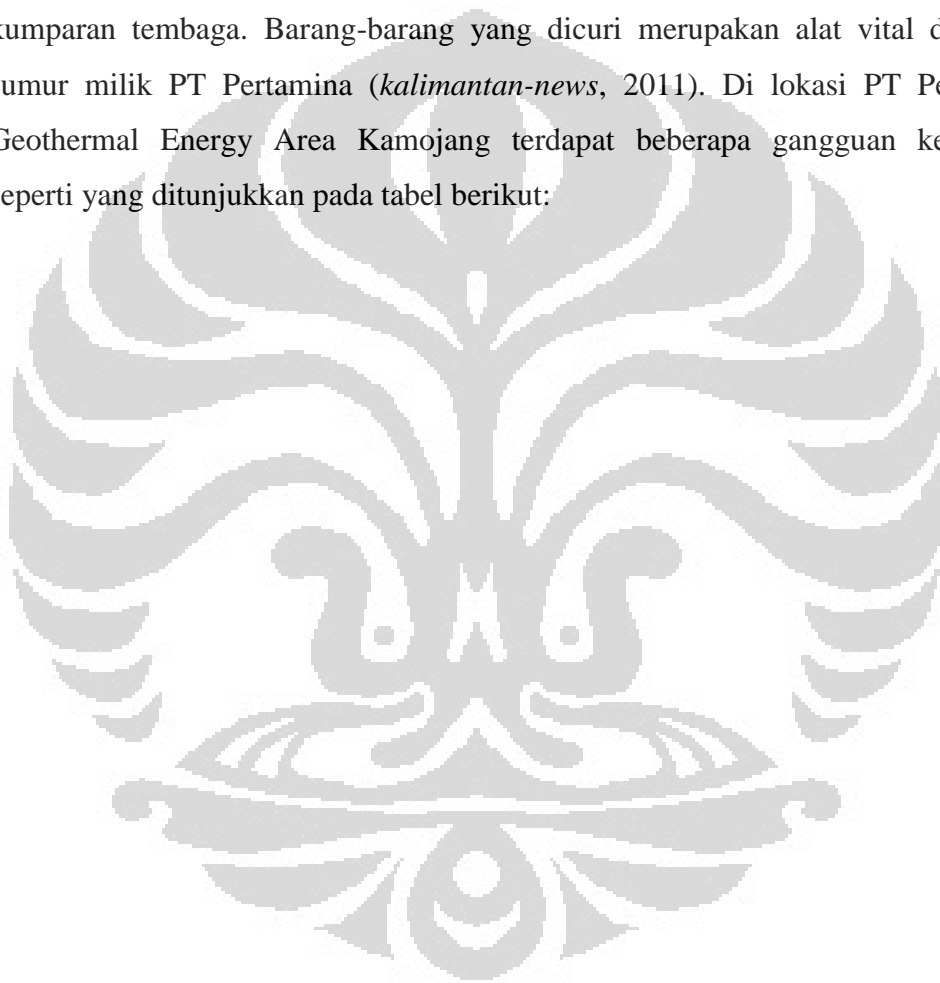 kumparan tembaga. Barang-barang yang dicuri merupakan alat vital d
umur milik PT Pertamina (kalimantan-news, 2011). Di lokasi PT Pe
Geothermal Energy Area Kamojang terdapat beberapa gangguan ke
eperti yang ditunjukkan pada tabel berikut: